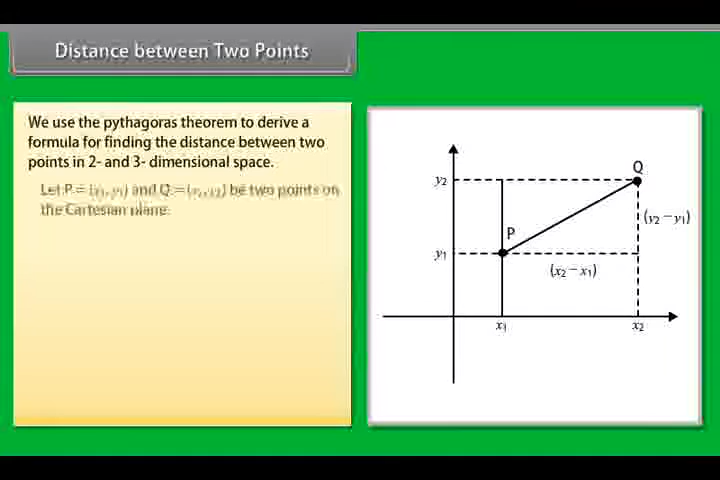 Distance between Two Points
We use the pythagoras theorem to derive a
formula for finding the distance between two
points in 2- and 3- dimensional space.
Let P = (x₁, y₁) and Q = (x₂, y₂) be two points on
the Cartesian plane.
Q
y₂
(y₂ − y₁)
P
y₁
(x₂ − x₁)
x₁
x₂